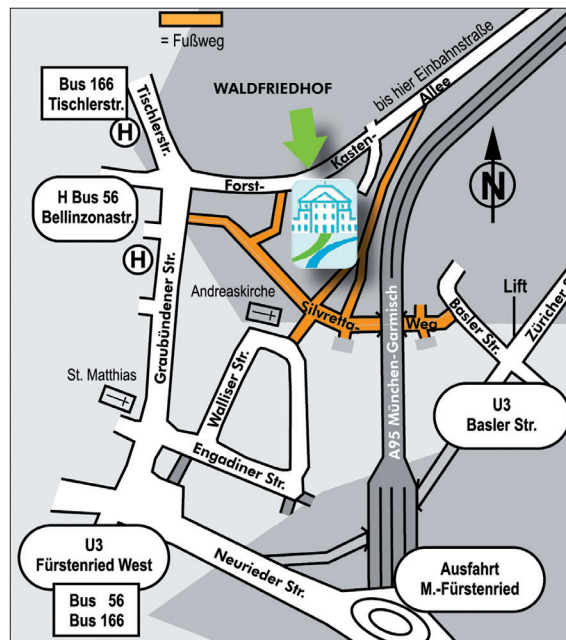 = Fußweg
bis hier Einbahnstraße
Bus 166
Tischlerstr.
Tischlerstr.
WALDFRIEDHOF
Kasten-
Allee
H
Forst-
N
H Bus 56
Bellinzonastr.
H
Graubündener Str.
Andreaskirche
Silvretta-
Weg
Basler Str.
Lift
Züricher S
St. Matthias
Walliser Str.
A95 München-Garmisch
U3
Basler Str.
Engadiner Str.
U3
Fürstenried West
Neurieder Str.
Ausfahrt
M.-Fürstenried
Bus 56
Bus 166